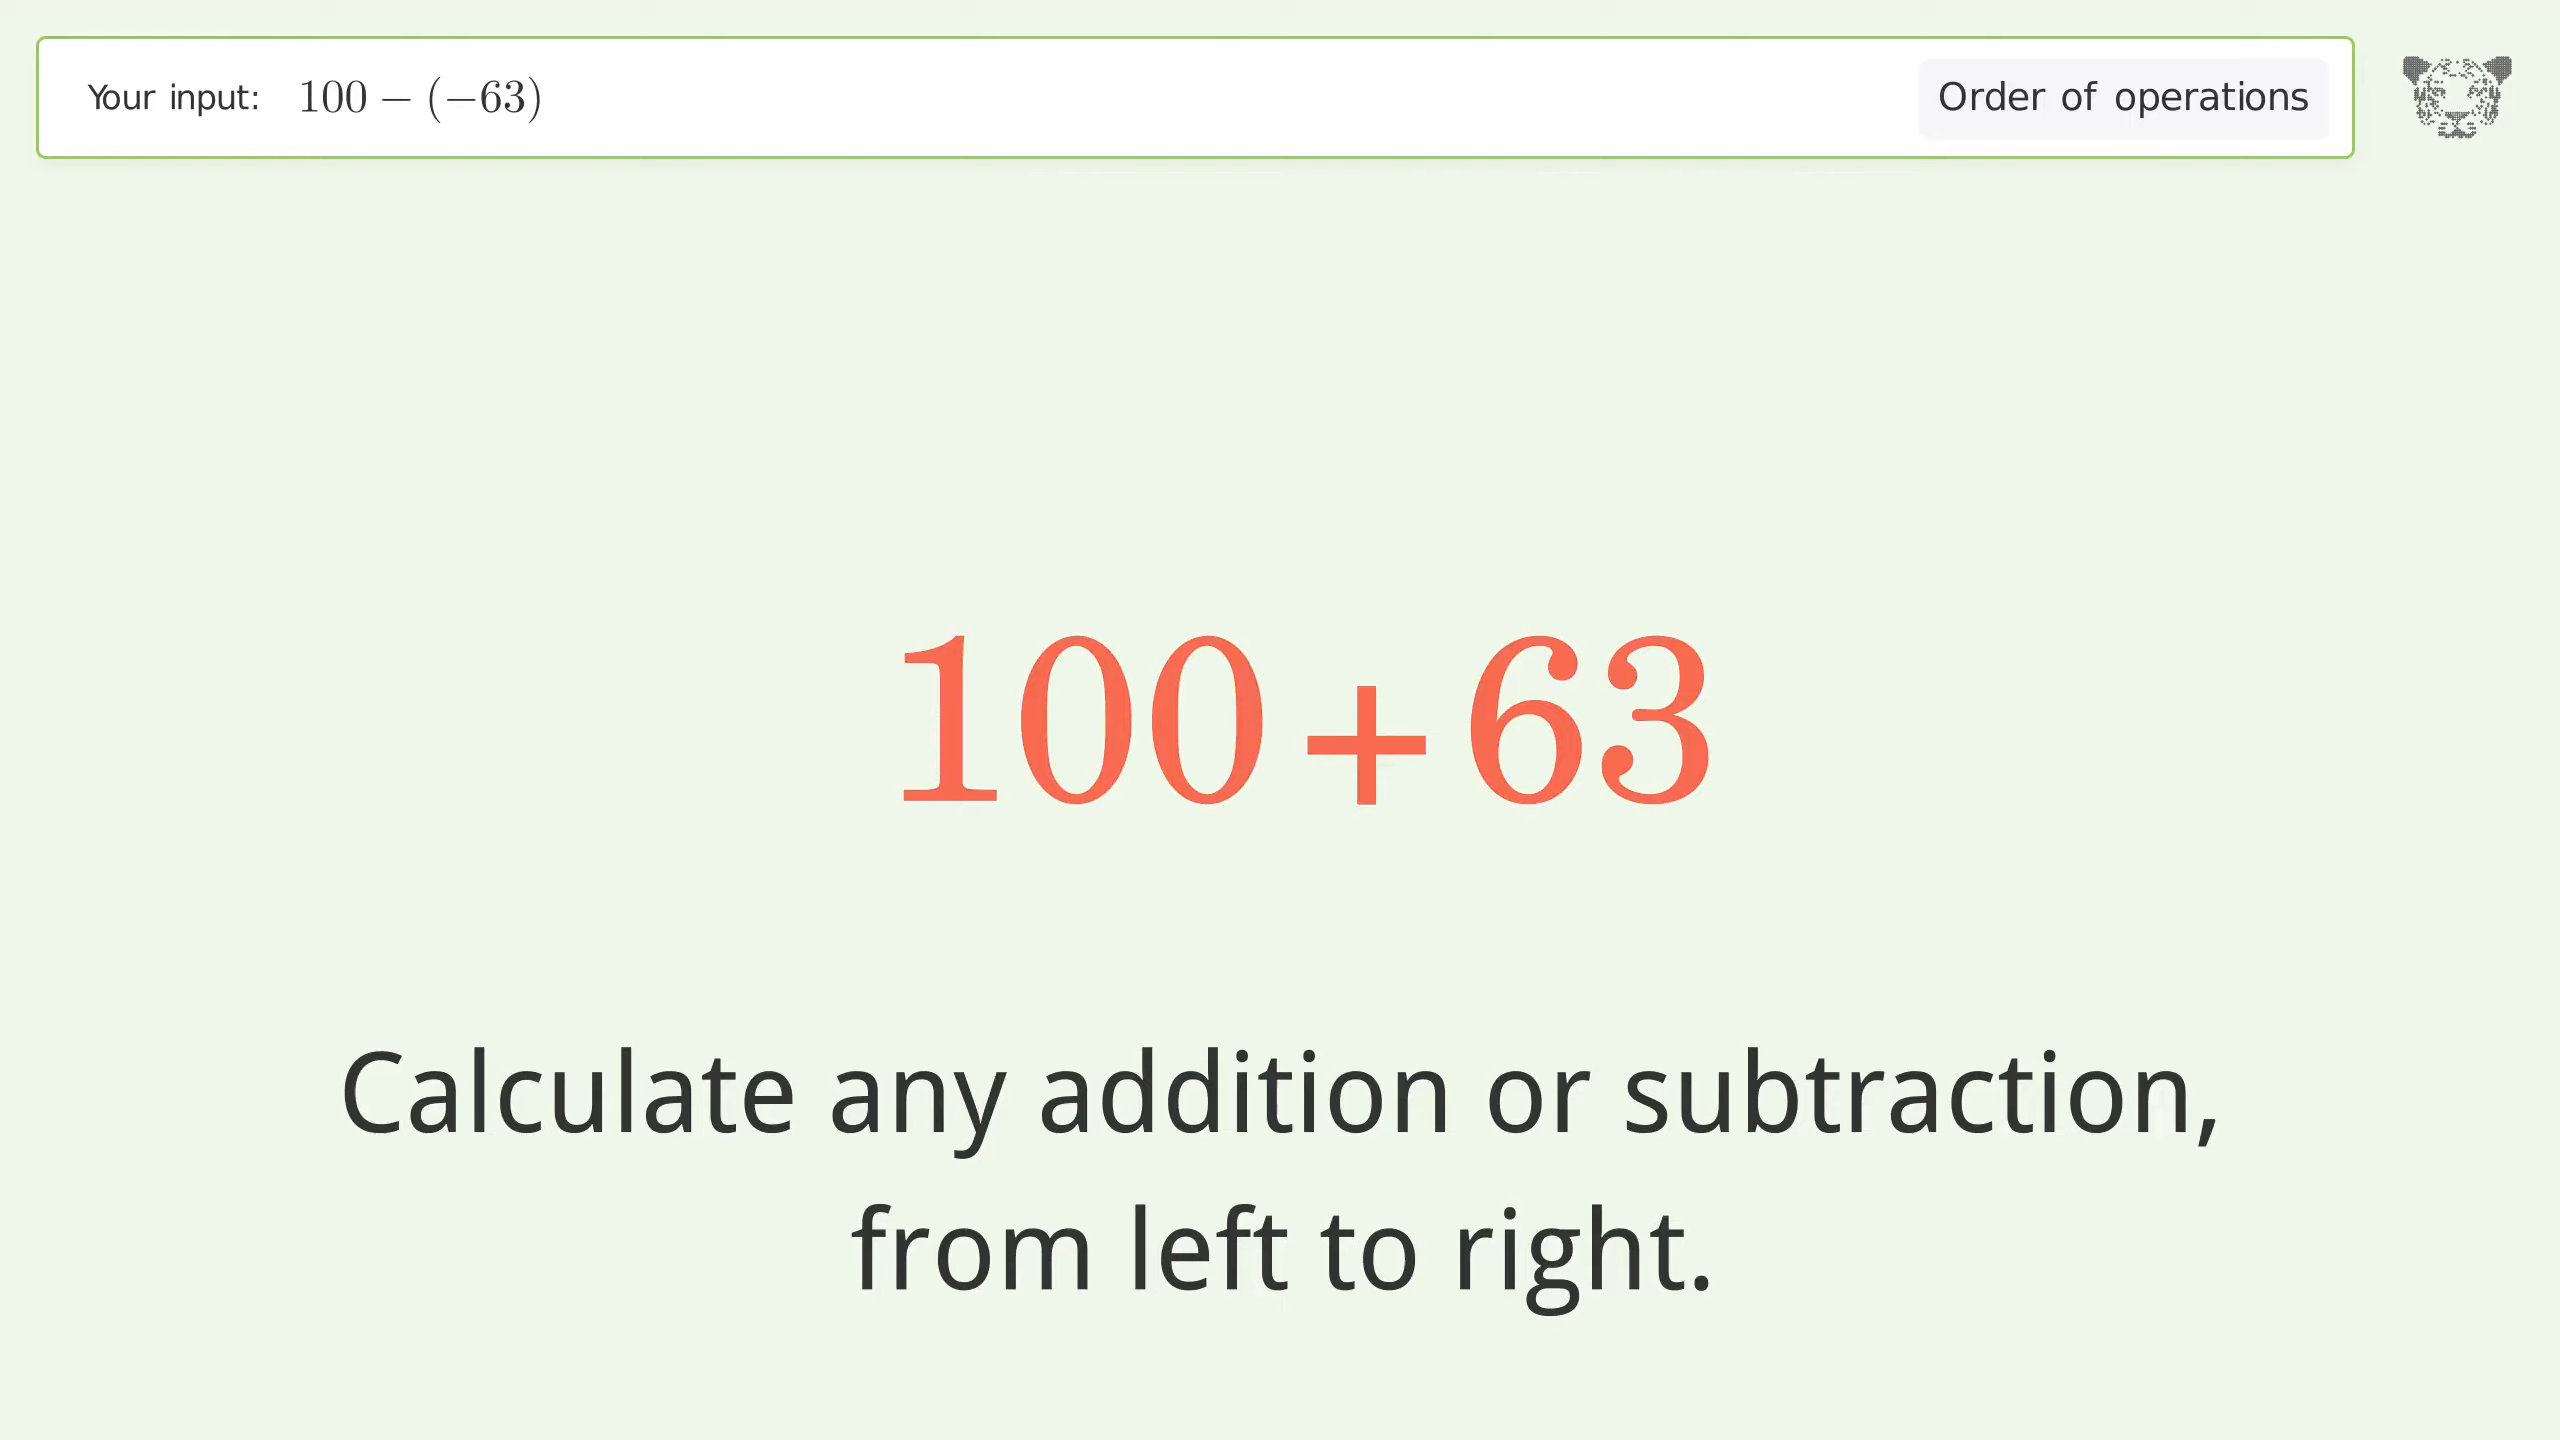 Your input: 100 − (−63)
Order of operations
100 + 63
Calculate any addition or subtraction,
from left to right.